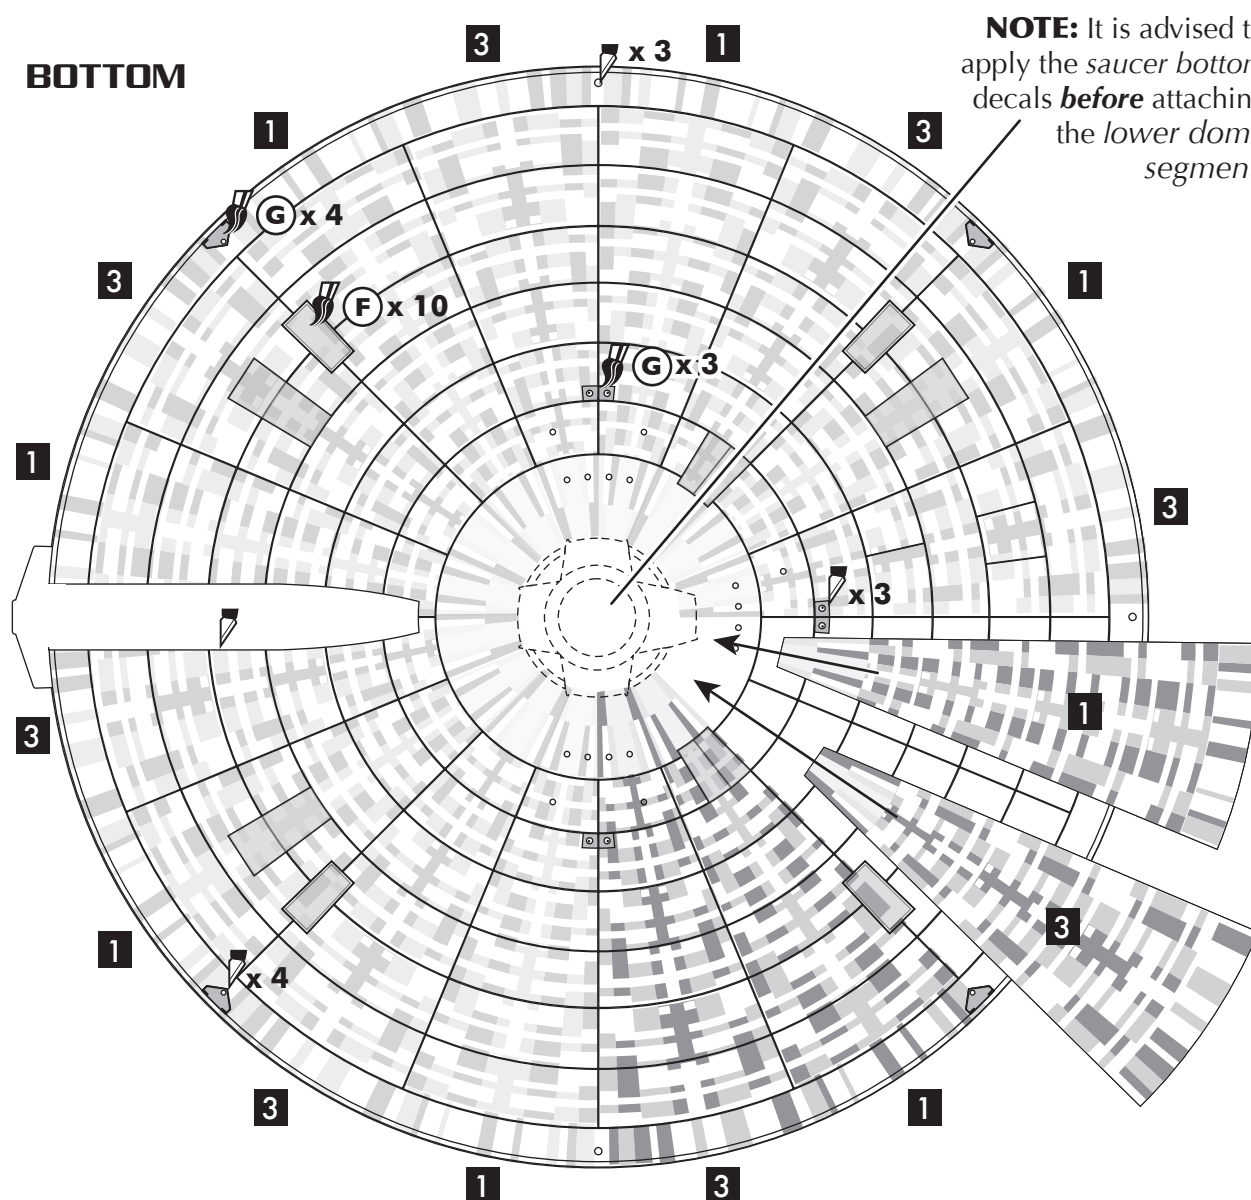 3
x 3
1
NOTE: It is advised t
BOTTOM
apply the saucer bottom
decals before attachin
1
3
the lower dom
segmen
G x 4
3
1
F x 10
G x 3
1
3
x 3
1
3
3
1
x 4
3
1
1
3